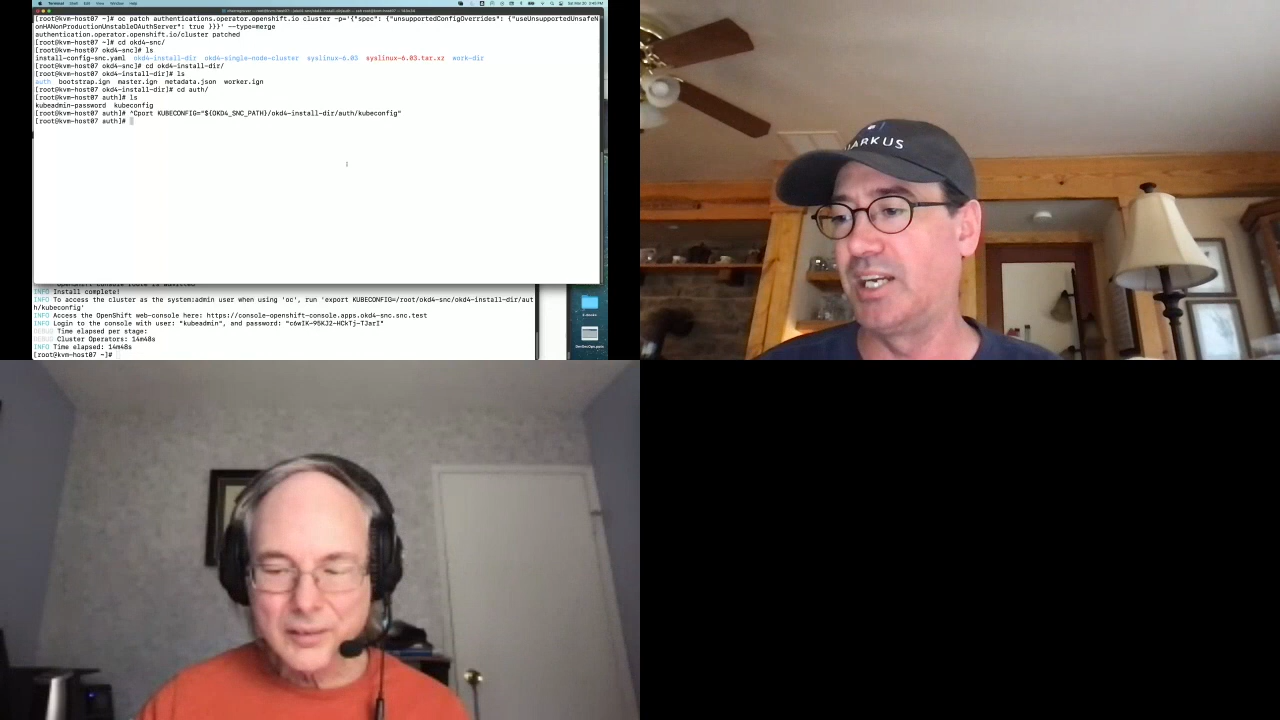 [root@kvm-host07 ~]# oc patch authentications.operator.openshift.io cluster -p='{"spec": {"unsupportedConfigOverrides": {"useUnsupportedUnsafeN
onHANonProductionUnstableOAuthServer": true }}}' --type=merge
authentication.operator.openshift.io/cluster patched
[root@kvm-host07 ~]# cd okd4-snc/
[root@kvm-host07 okd4-snc]# ls
install-config-snc.yaml okd4-install-dir okd4-single-node-cluster syslinux-6.03 syslinux-6.03.tar.xz work-dir
[root@kvm-host07 okd4-snc]# cd okd4-install-dir/
[root@kvm-host07 okd4-install-dir]# ls
auth bootstrap.ign master.ign metadata.json worker.ign
[root@kvm-host07 okd4-install-dir]# cd auth/
[root@kvm-host07 auth]# ls
kubeadmin-password kubeconfig
[root@kvm-host07 auth]# ^Cport KUBECONFIG="${OKD4_SNC_PATH}/okd4-install-dir/auth/kubeconfig"
[root@kvm-host07 auth]#
INFO Install complete!
INFO To access the cluster as the system:admin user when using 'oc', run 'export KUBECONFIG=/root/okd4-snc/okd4-install-dir/aut
h/kubeconfig'
INFO Access the OpenShift web-console here: https://console-openshift-console.apps.okd4-snc.snc.test
INFO Login to the console with user: "kubeadmin", and password: "c6wIK-95KJ2-HCkTj-TJarI"
DEBUG Time elapsed per stage:
DEBUG Cluster Operators: 14m48s
INFO Time elapsed: 14m48s
[root@kvm-host07 ~]#
ARKUS